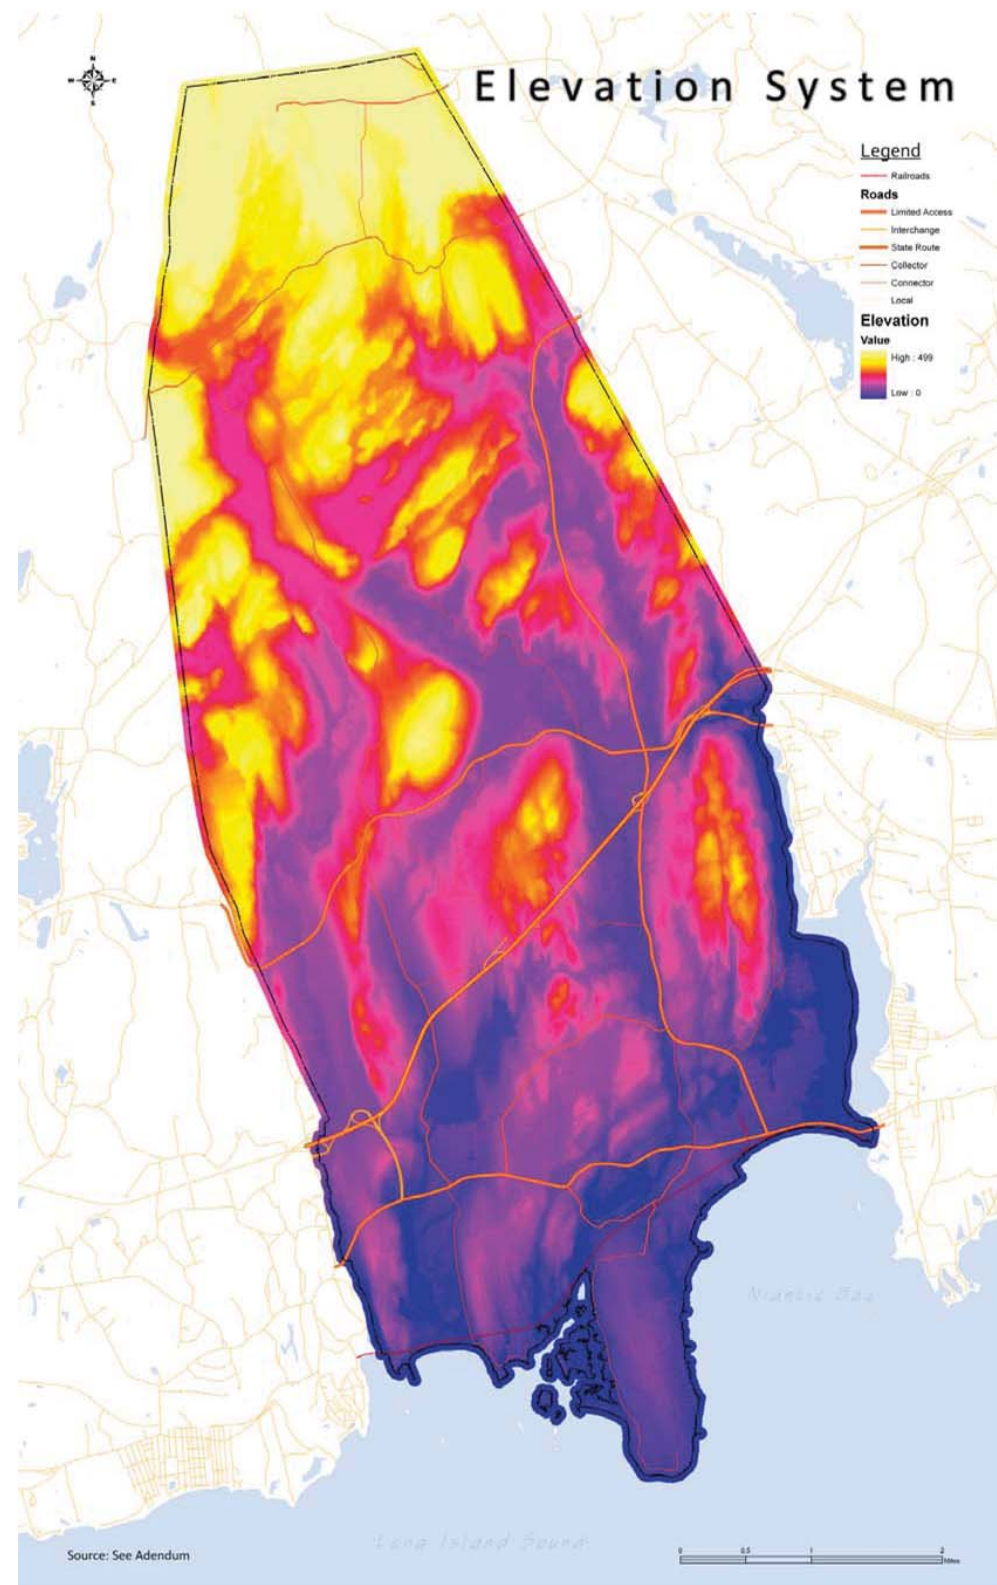 N
W E
S
Elevation System
Legend
Railroads
Roads
Limited Access
Interchange
State Route
Collector
Connector
Local
Elevation
Value
High : 499
Low : 0
Niantic Bay
Long Island Sound
Source: See Adendum
0 0.5 1 2
Miles